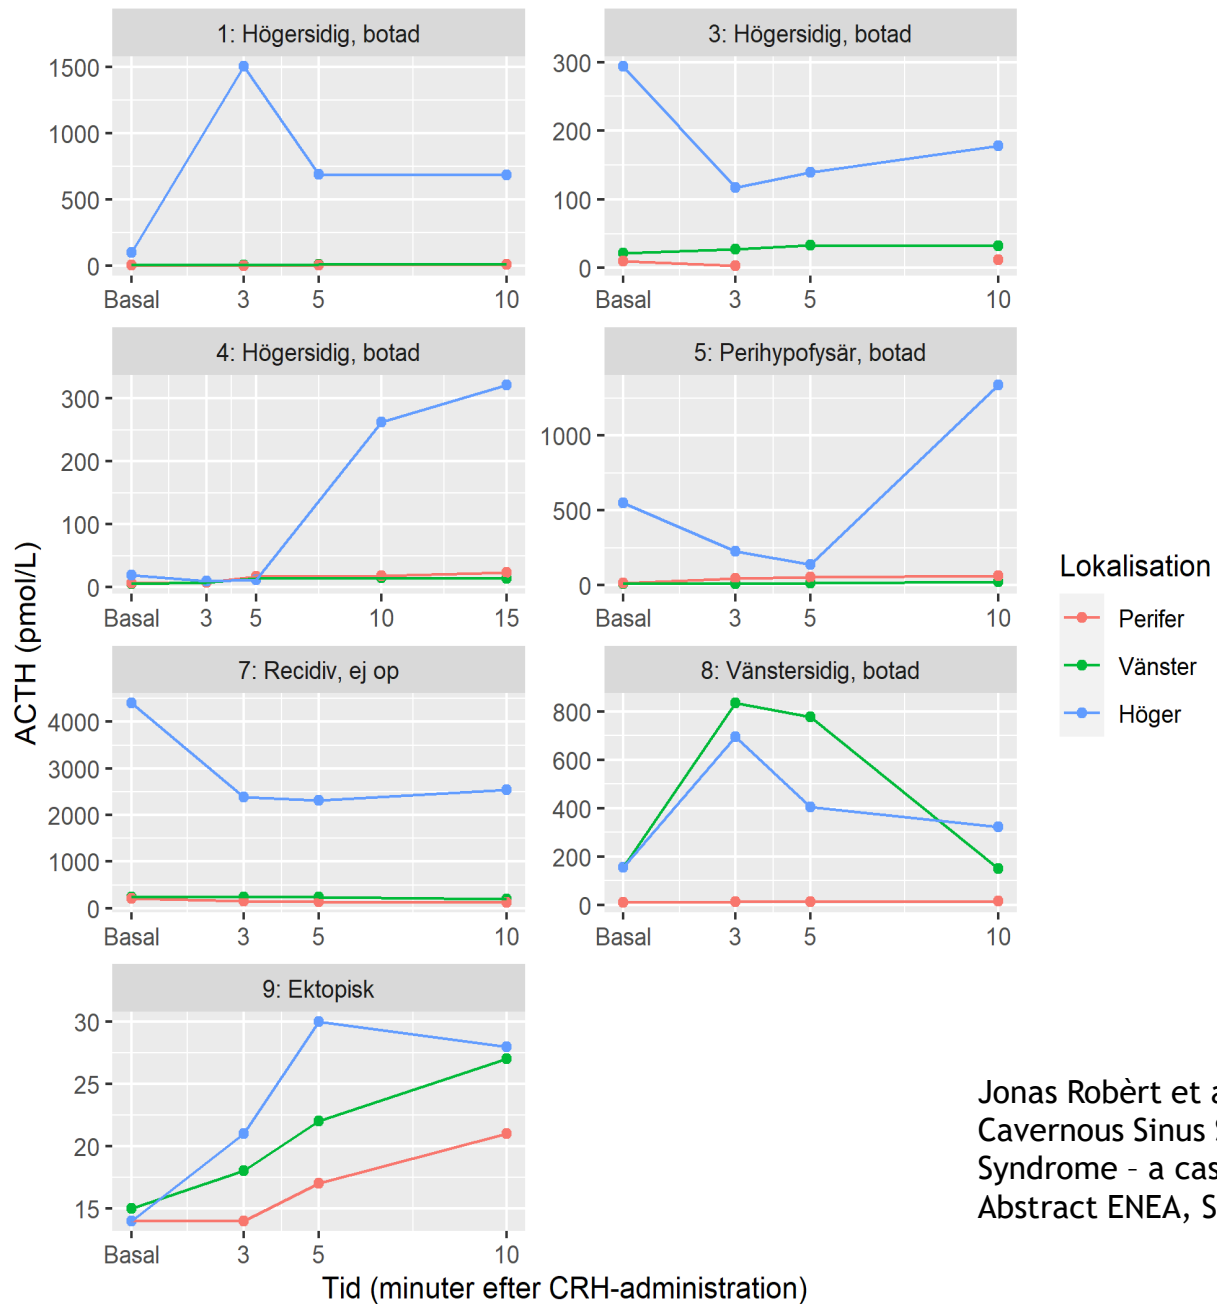 1: Högersidig, botad
3: Högersidig, botad
1500
1000
500
0
Basal 3 5 10
300
200
100
0
Basal 3 5 10
4: Högersidig, botad
5: Perihypofysär, botad
300
200
100
0
Basal 3 5 10 15
1000
500
0
Basal 3 5 10
7: Recidiv, ej op
8: Vänstersidig, botad
4000
3000
2000
1000
0
Basal 3 5 10
800
600
400
200
0
Basal 3 5 10
9: Ektopisk
30
25
20
15
Basal 3 5 10
ACTH (pmol/L)
Tid (minuter efter CRH-administration)
Lokalisation
Perifer
Vänster
Höger
Jonas Robèrt et
Cavernous Sinus
Syndrome - a
Abstract ENEA,